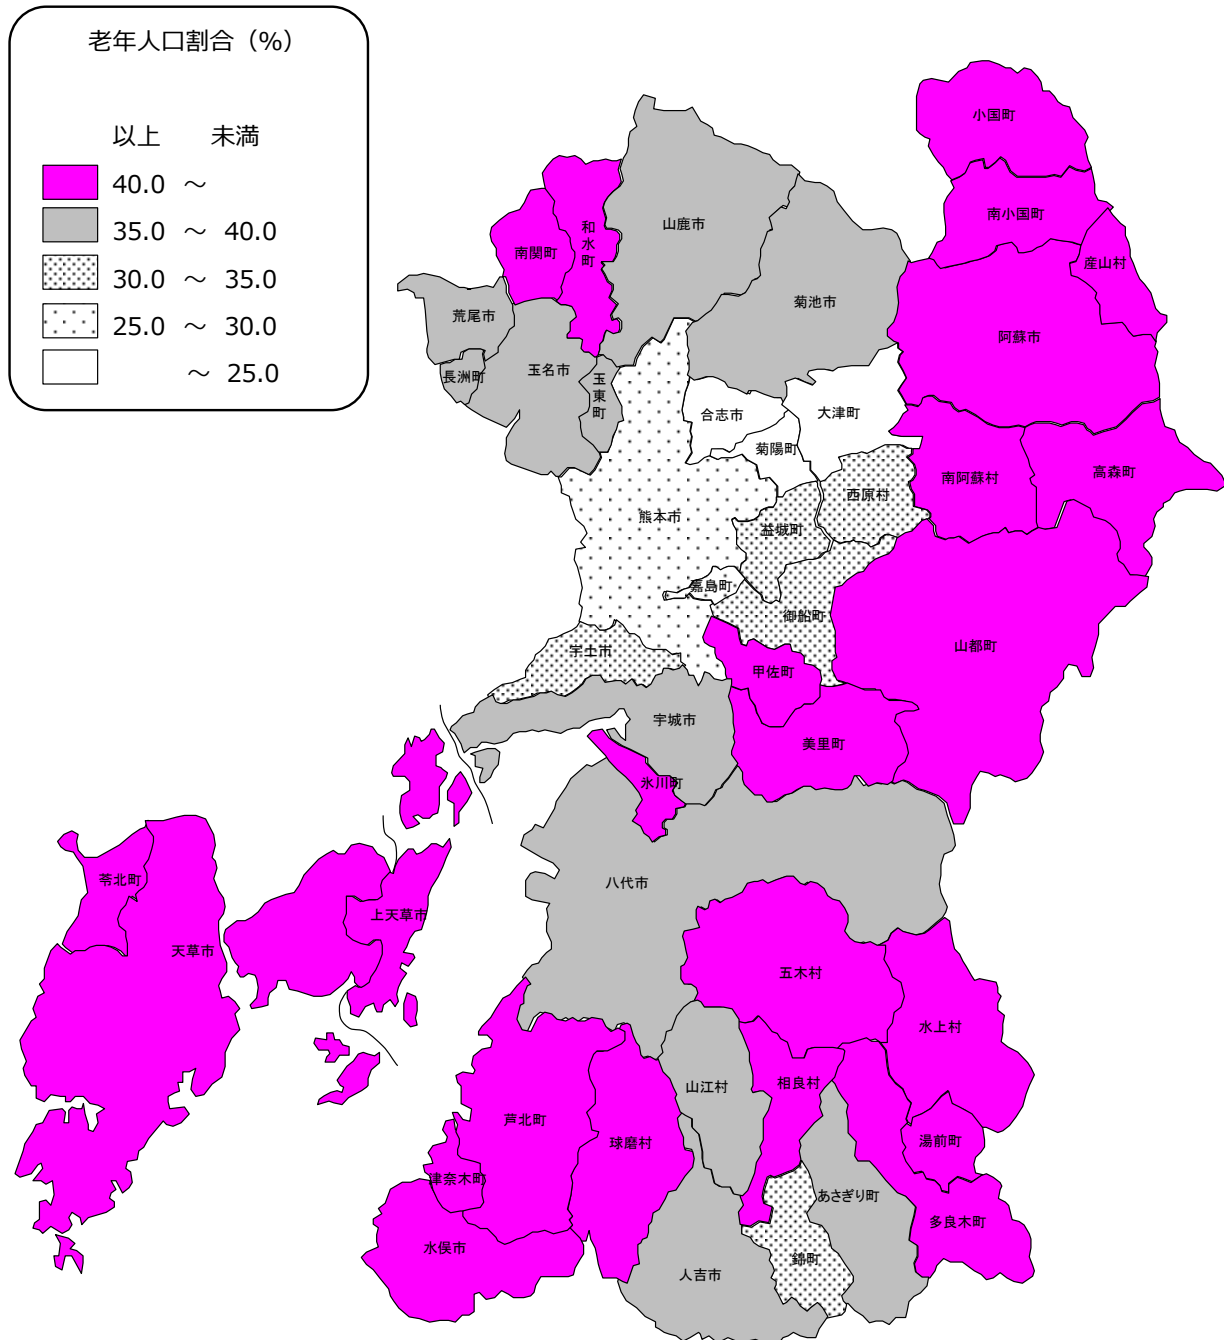 老年人口割合（%）
以上　未満
40.0 ～
35.0 ～ 40.0
30.0 ～ 35.0
25.0 ～ 30.0
～ 25.0
小国町
南小国町
産山村
和水町
山鹿市
南関町
菊池市
荒尾市
阿蘇市
長洲町
玉名市
玉東町
合志市
大津町
菊陽町
南阿蘇村
高森町
西原村
熊本市
益城町
嘉島町
御船町
宇土市
山都町
甲佐町
宇城市
美里町
氷川町
苓北町
八代市
上天草市
天草市
五木村
水上村
山江村
相良村
芦北町
球磨村
湯前町
津奈木町
あさぎり町
多良木町
水俣市
錦町
人吉市